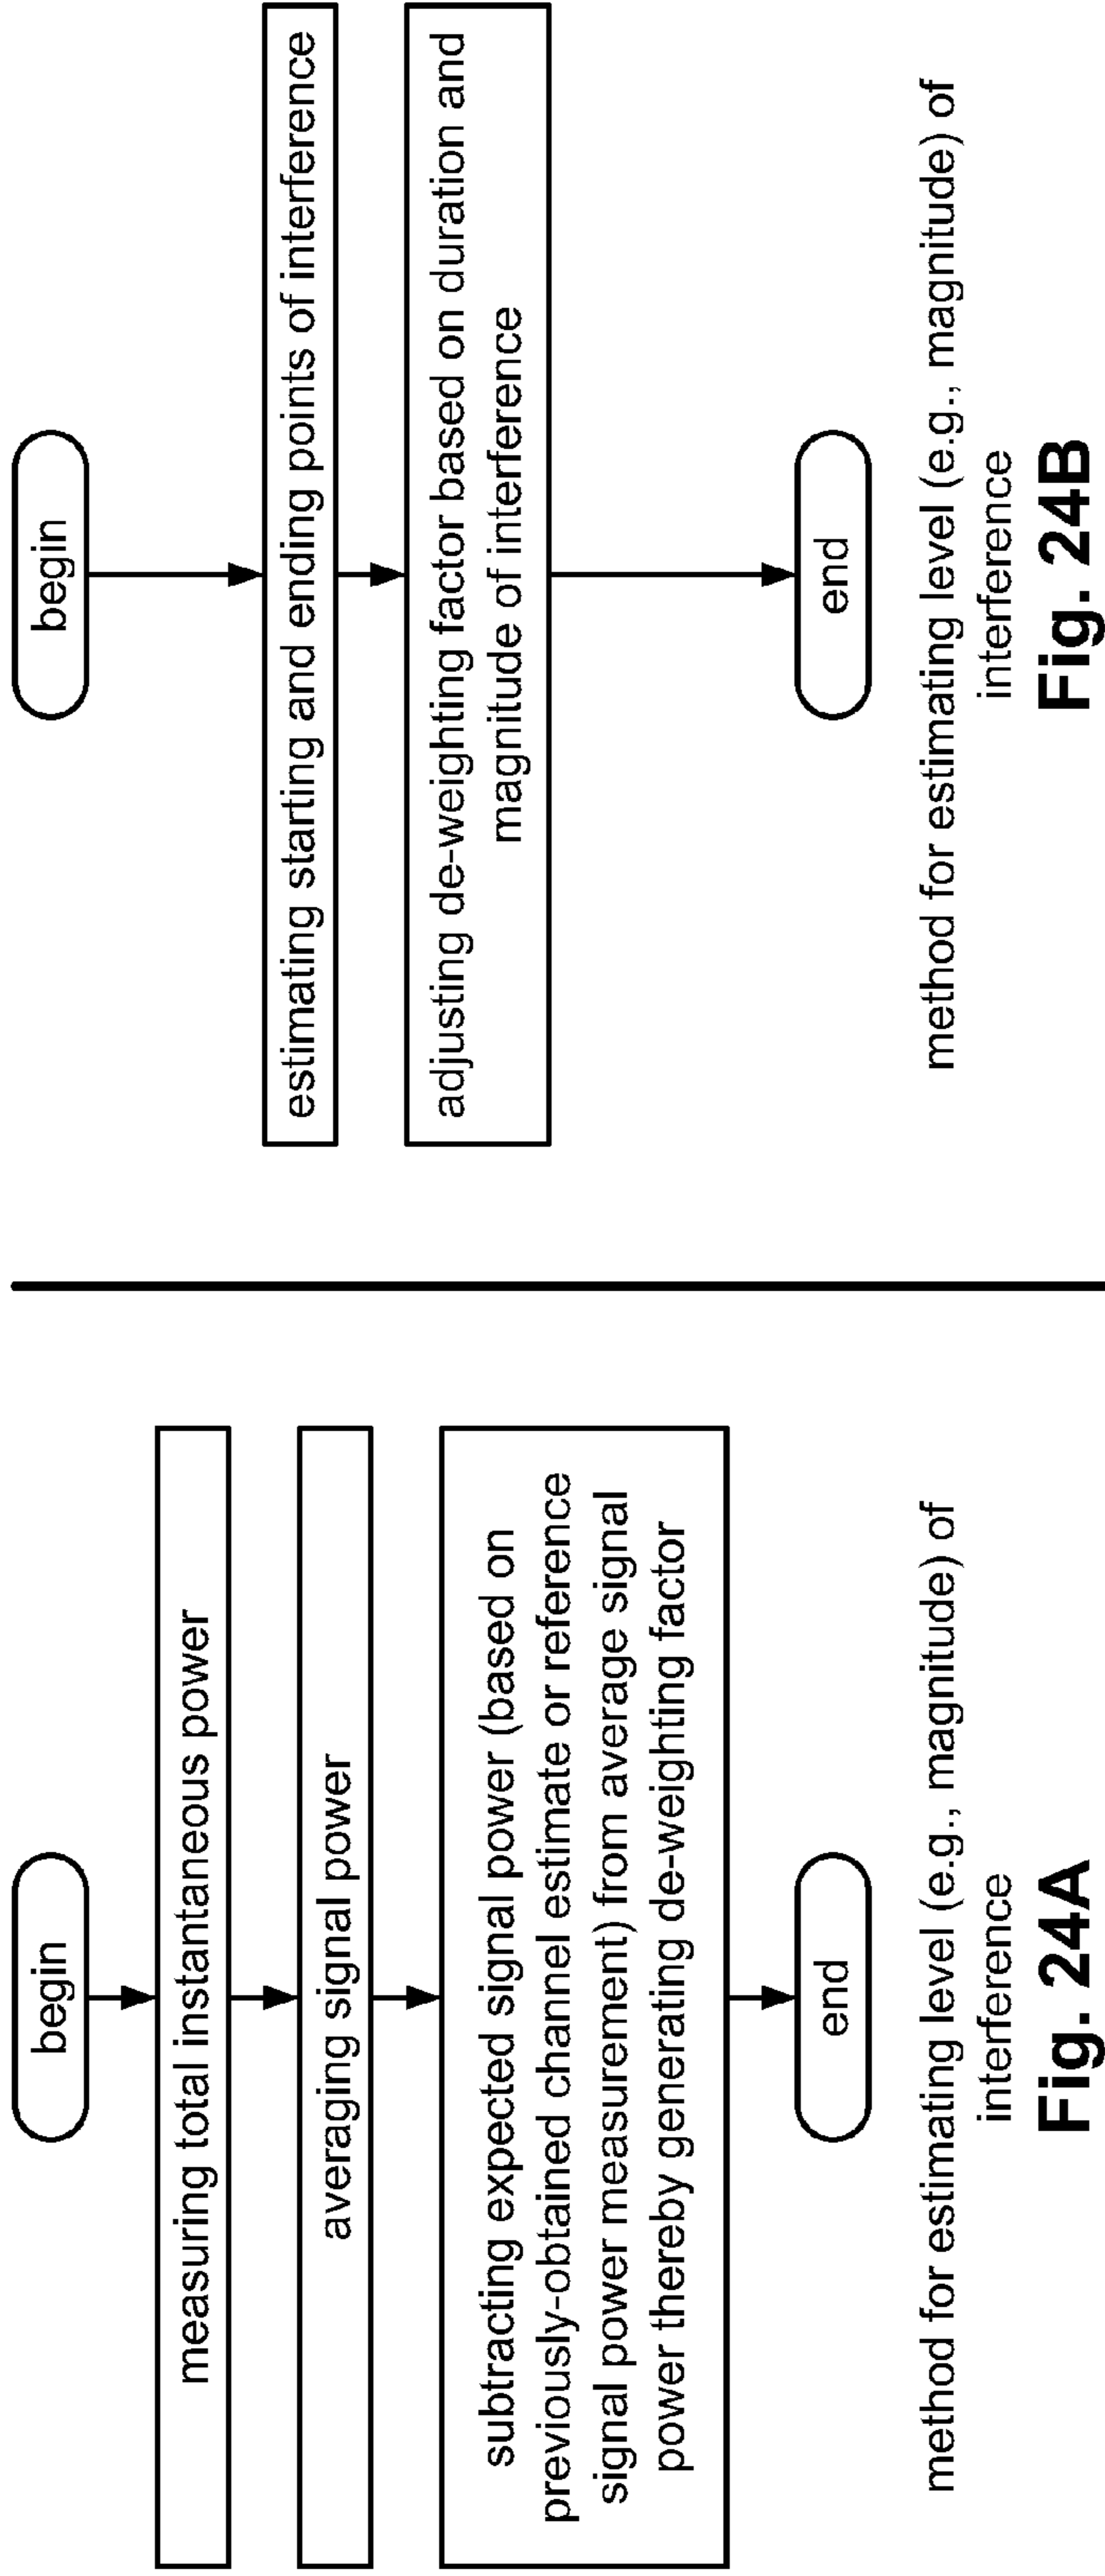 begin
measuring total instantaneous power
averaging signal power
subtracting expected signal power (based on
previously-obtained channel estimate or reference
signal power measurement) from average signal
power thereby generating de-weighting factor
end
method for estimating level (e.g., magnitude) of
interference
Fig. 24A
begin
estimating starting and ending points of interference
adjusting de-weighting factor based on duration and
magnitude of interference
end
method for estimating level (e.g., magnitude) of
interference
Fig. 24B